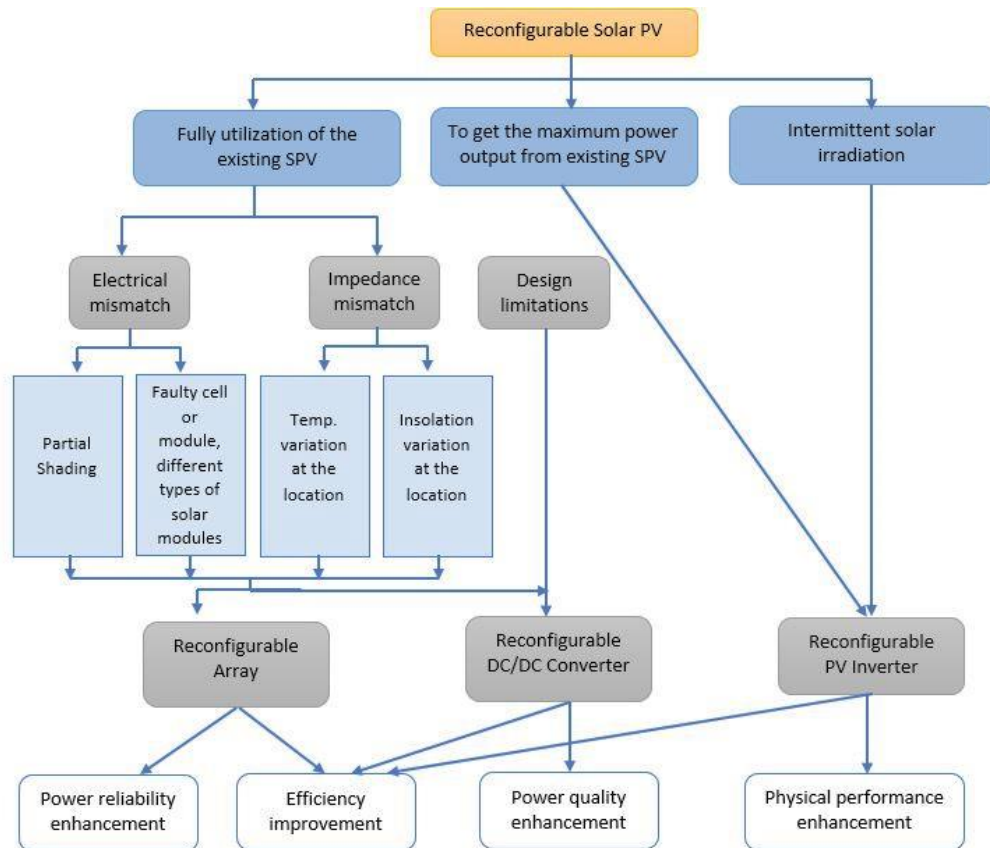 Reconfigurable Solar PV
Fully utilization of the
existing SPV
To get the maximum power
output from existing SPV
Intermittent solar
irradiation
Electrical
mismatch
Impedance
mismatch
Design
limitations
Partial
Shading
Faulty cell
or
module,
different
types of
solar
modules
Temp.
variation
at the
location
Insolation
variation
at the
location
Reconfigurable
Array
Reconfigurable
DC/DC Converter
Reconfigurable
PV Inverter
Power reliability
enhancement
Efficiency
improvement
Power quality
enhancement
Physical performance
enhancement